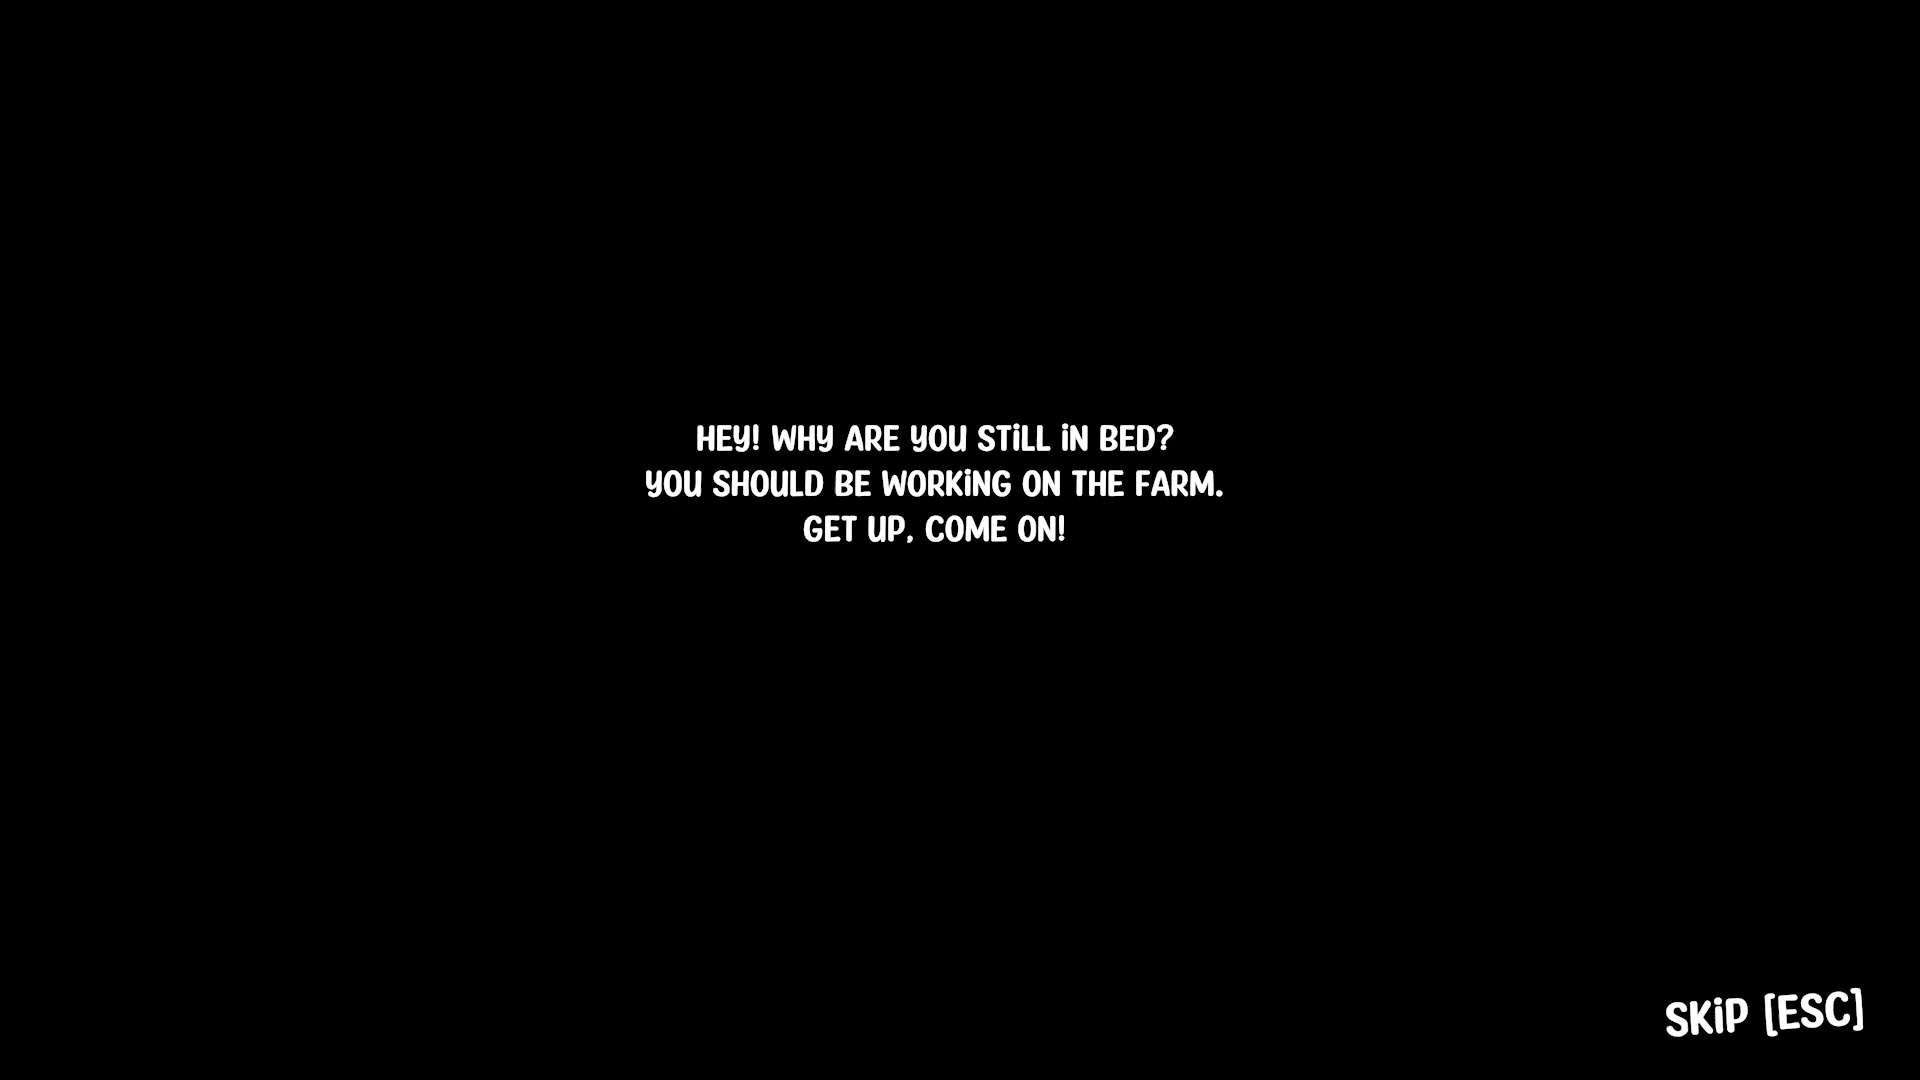 HEY! WHY ARE YOU STILL IN BED?
YOU SHOULD BE WORKING ON THE FARM.
GET UP, COME ON!
SKIP [ESC]